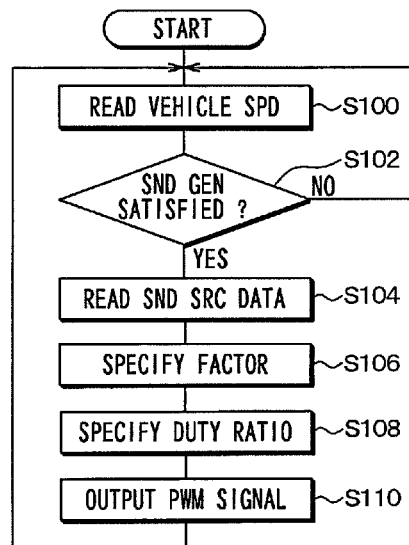 START
READ VEHICLE SPD
S100
S102
SND GEN
SATISFIED ?
NO
YES
READ SND SRC DATA
S104
SPECIFY FACTOR
S106
SPECIFY DUTY RATIO
S108
OUTPUT PWM SIGNAL
S110